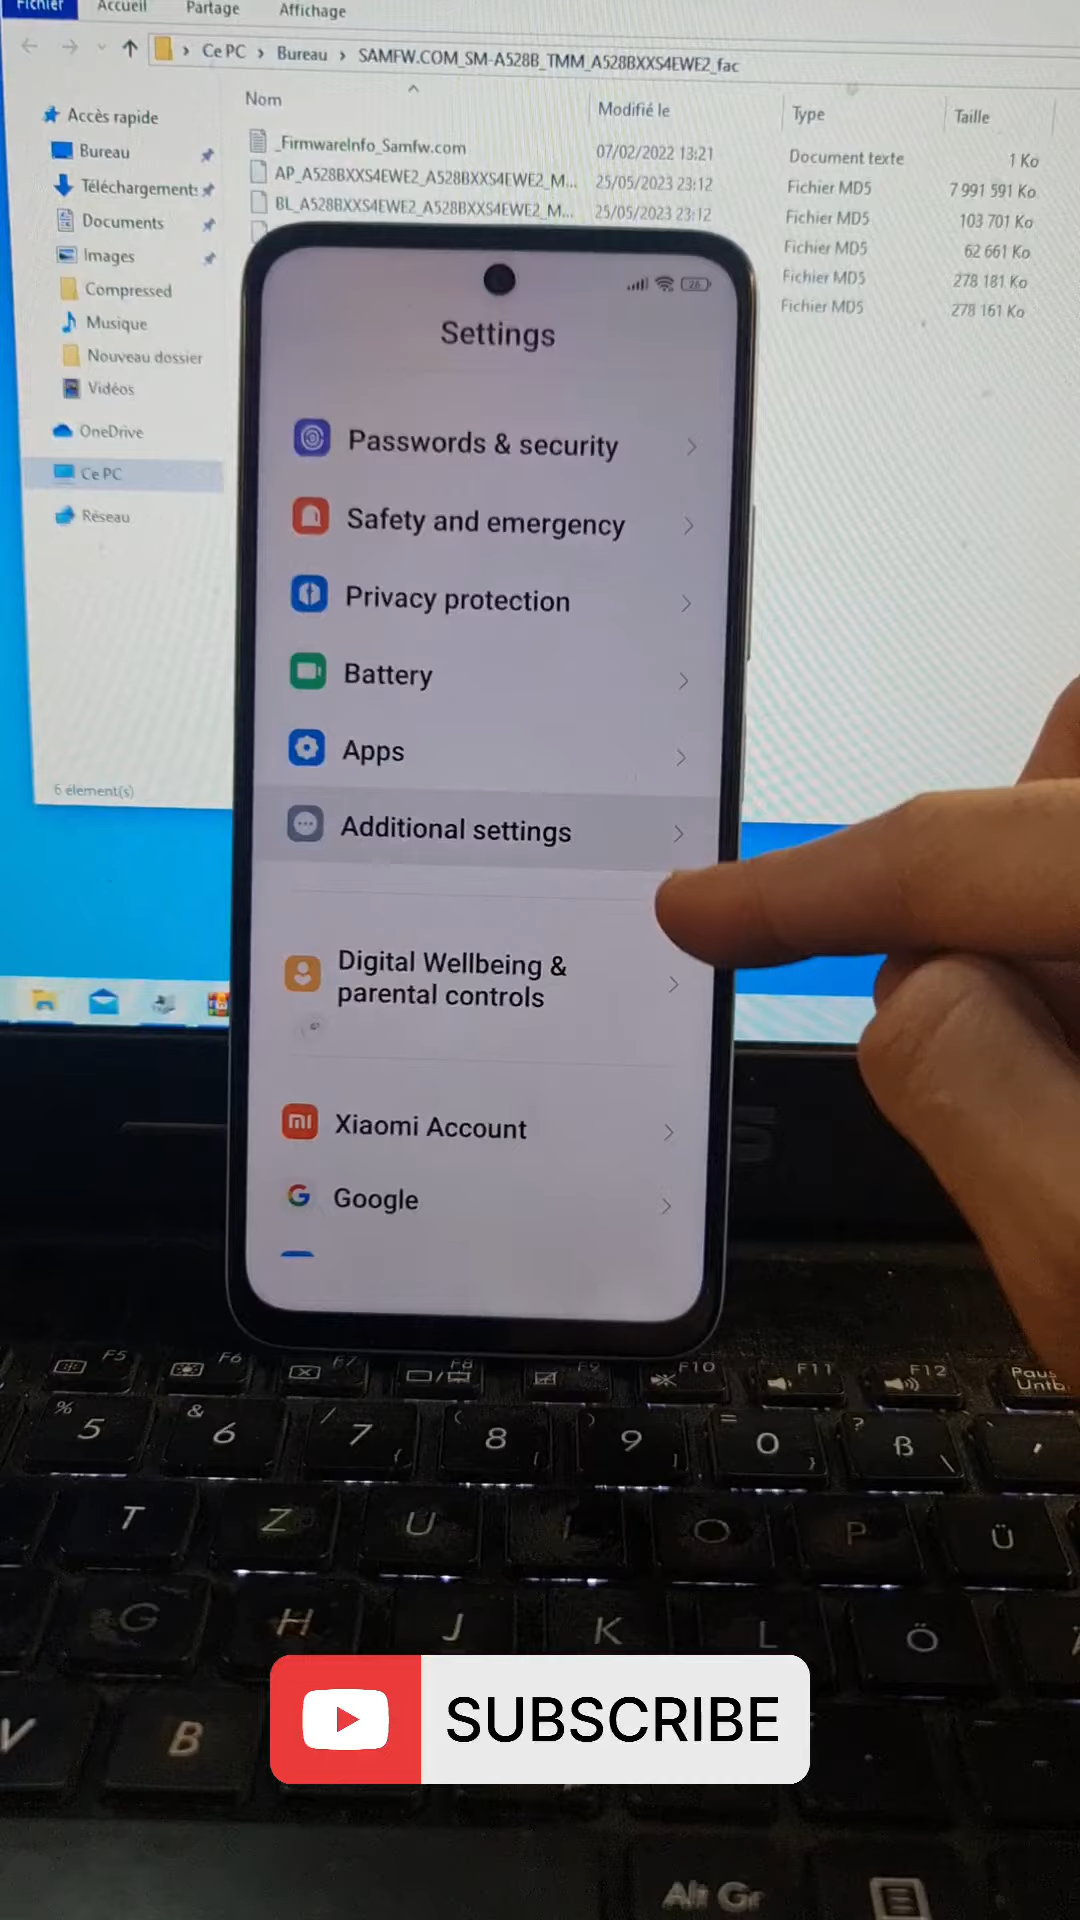 Fichier Accueil Partage Affichage
Ce PC > Bureau > SAMFW.COM_SM-A528B_TMM_A528BXXS4EWE2_fac
Nom Modifié le Type Taille
Accès rapide
Bureau
Téléchargement:
Documents
Images
Compressed
Musique
Nouveau dossier
Vidéos
OneDrive
Ce PC
Réseau
6 élément(s)
_FirmwareInfo_Samfw.com 07/02/2022 13:21 Document texte 1 Ko
AP_A528BXXS4EWE2_A528BXXS4EWE2_M... 25/05/2023 23:12 Fichier MD5 7 991 591 Ko
BL_A528BXXS4EWE2_A528BXXS4EWE2_M... 25/05/2023 23:12 Fichier MD5 103 701 Ko
Fichier MD5 62 661 Ko
Fichier MD5 278 181 Ko
Fichier MD5 278 161 Ko
26
Settings
Passwords & security
Safety and emergency
Privacy protection
Battery
Apps
Additional settings
Digital Wellbeing &
parental controls
Xiaomi Account
Google
F5 F6 F7 F8 F9 F10 F11 F12 Paus
Untb
% 5 & 6 / 7 { ( 8 [ ) 9 ] = 0 } ? ß \
T Z U I O P Ü
G H J K L Ö
V B
SUBSCRIBE
Alt Gr